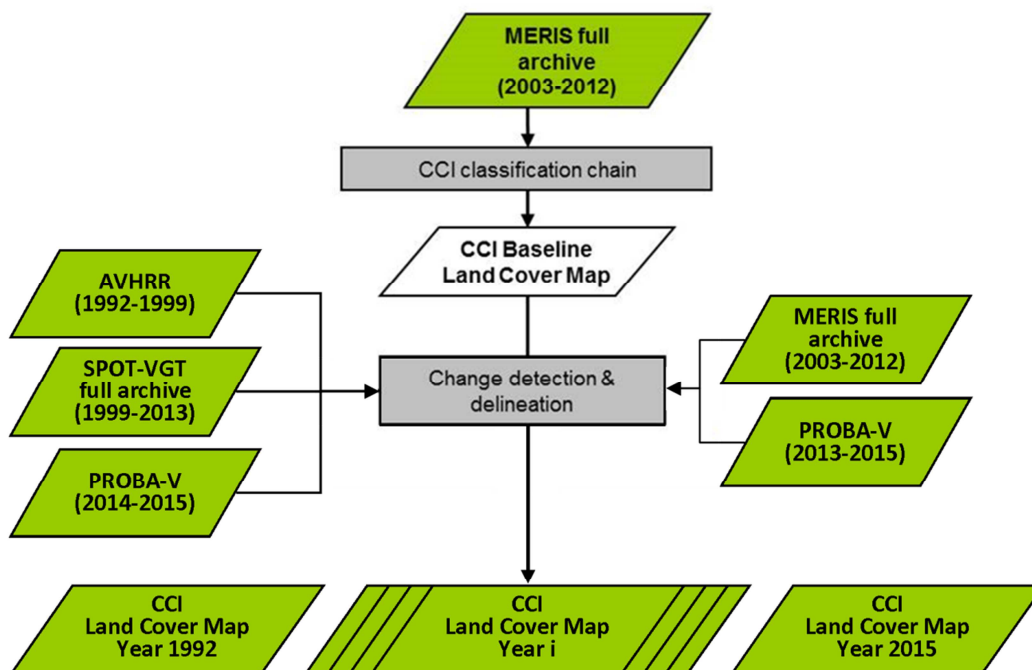 MERIS full
archive
(2003-2012)
CCI classification chain
CCI Baseline
Land Cover Map
AVHRR
(1992-1999)
SPOT-VGT
full archive
(1999-2013)
PROBA-V
(2014-2015)
Change detection &
delineation
MERIS full
archive
(2003-2012)
PROBA-V
(2013-2015)
CCI
Land Cover Map
Year 1992
CCI
Land Cover Map
Year i
CCI
Land Cover Map
Year 2015